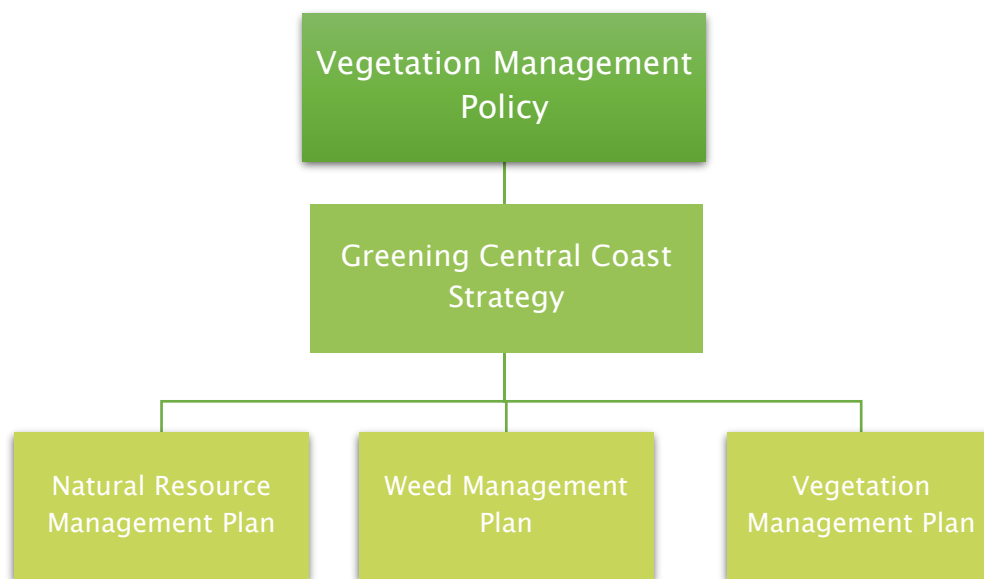 Vegetation Management
Policy
Greening Central Coast
Strategy
Natural Resource
Management Plan
Weed Management
Plan
Vegetation
Management Plan